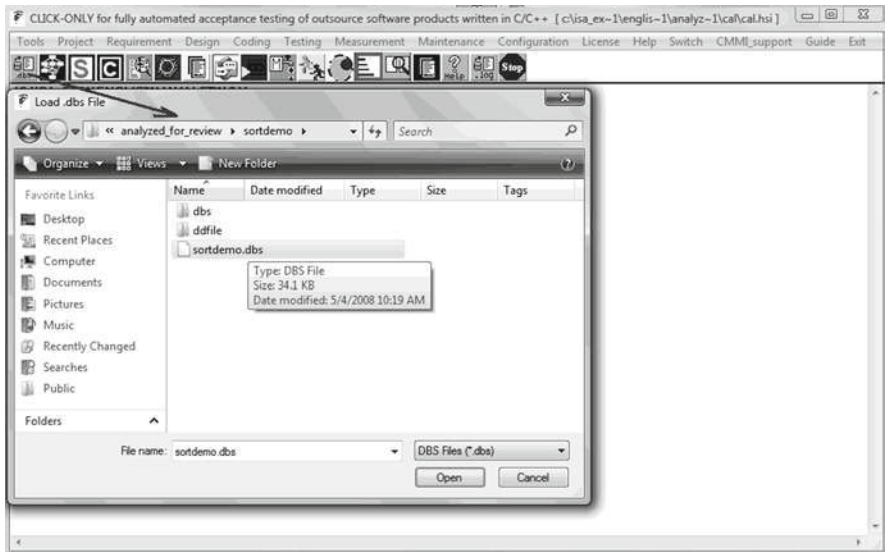 CLICK-ONLY for fully automated acceptance testing of outsource software products written in C/C++ [ c:\isa_ex~1\englis~1\analyz~1\cal\cal.hsi ]
Tools Project Requirement Design Coding Testing Measurement Maintenance Configuration License Help Switch CMMI_support Guide Exit
S C Help .log Stop
Load .dbs File
« analyzed_for_review sortdemo Search
Organize Views New Folder
Favorite Links
Name Date modified Type Size Tags
Desktop
Recent Places
Computer
Documents
Pictures
Music
Recently Changed
Searches
Public
dbs
ddfile
sortdemo.dbs
Type: DBS File
Size: 34.1 KB
Date modified: 5/4/2008 10:19 AM
Folders
File name: sortdemo.dbs DBS Files (*.dbs)
Open Cancel